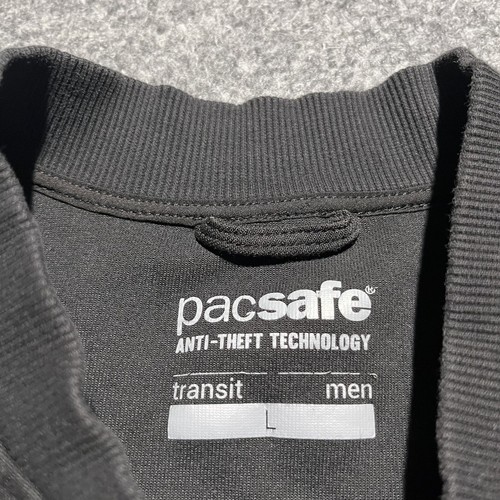 pacsafe
ANTI-THEFT TECHNOLOGY
transit men
L